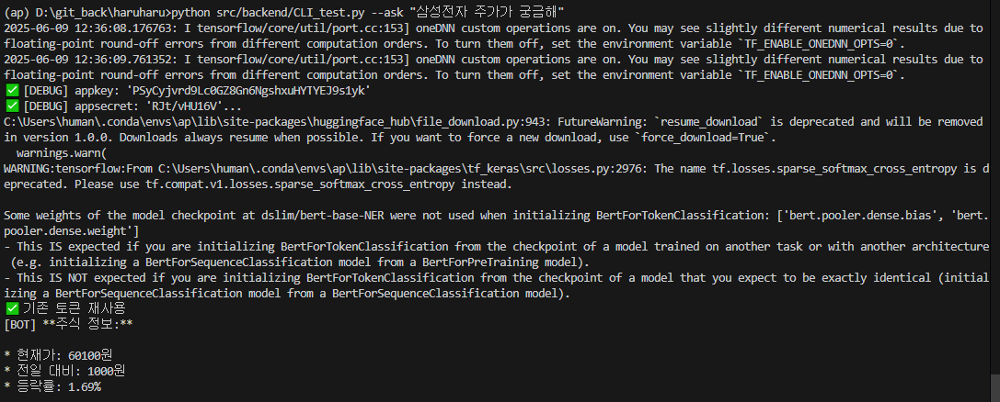 (ap) D:\git_back\haruharu>python src/backend/CLI_test.py --ask "삼성전자 주가가 궁금해"
2025-06-09 12:36:08.176763: I tensorflow/core/util/port.cc:153] oneDNN custom operations are on. You may see slightly different numerical results due to
floating-point round-off errors from different computation orders. To turn them off, set the environment variable `TF_ENABLE_ONEDNN_OPTS=0`.
2025-06-09 12:36:09.761352: I tensorflow/core/util/port.cc:153] oneDNN custom operations are on. You may see slightly different numerical results due to
floating-point round-off errors from different computation orders. To turn them off, set the environment variable `TF_ENABLE_ONEDNN_OPTS=0`.
✅ [DEBUG] appkey: 'PSyCyjvrd9Lc0GZ8Gn6NgshxuHYTYEJ9s1yk'
✅ [DEBUG] appsecret: 'RJt/vHU16V'...
C:\Users\human\.conda\envs\ap\lib\site-packages\huggingface_hub\file_download.py:943: FutureWarning: `resume_download` is deprecated and will be removed
in version 1.0.0. Downloads always resume when possible. If you want to force a new download, use `force_download=True`.
warnings.warn(
WARNING:tensorflow:From C:\Users\human\.conda\envs\ap\lib\site-packages\tf_keras\src\losses.py:2976: The name tf.losses.sparse_softmax_cross_entropy is d
eprecated. Please use tf.compat.v1.losses.sparse_softmax_cross_entropy instead.
Some weights of the model checkpoint at dslim/bert-base-NER were not used when initializing BertForTokenClassification: ['bert.pooler.dense.bias', 'bert.
pooler.dense.weight']
- This IS expected if you are initializing BertForTokenClassification from the checkpoint of a model trained on another task or with another architecture
(e.g. initializing a BertForSequenceClassification model from a BertForPreTraining model).
- This IS NOT expected if you are initializing BertForTokenClassification from the checkpoint of a model that you expect to be exactly identical (initial
izing a BertForSequenceClassification model from a BertForSequenceClassification model).
✅ 기존 토큰 재사용
[BOT] **주식 정보:**
* 현재가: 60100원
* 전일 대비: 1000원
* 등락률: 1.69%